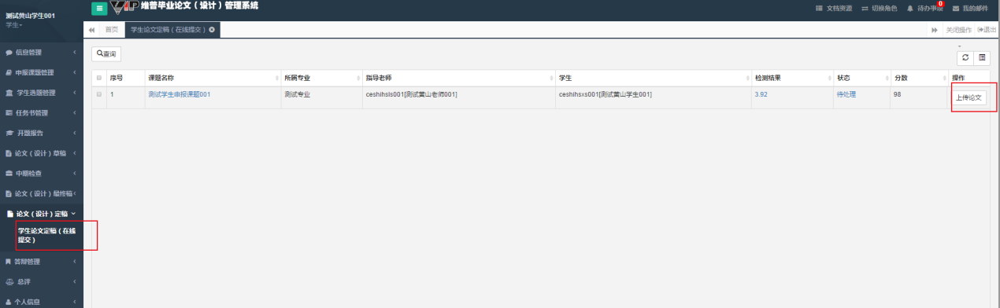 测试黄山学生001
学生
VIP 维普毕业论文（设计）管理系统
文档资源 切换角色 待办事项 0 我的邮件
首页 学生论文定稿（在线提交） 关闭操作 退出
信息管理
申报课题管理
学生选题管理
任务书管理
开题报告
论文（设计）草稿
中期检查
论文（设计）最终稿
论文（设计）定稿
学生论文定稿（在线
提交）
答辩管理
总评
个人信息
查询
序号 课题名称 所属专业 指导老师 学生 检测结果 状态 分数 操作
1 测试学生申报课题001 测试专业 ceshihsls001[测试黄山老师001] ceshihsxs001[测试黄山学生001] 3.92 待处理 98 上传论文